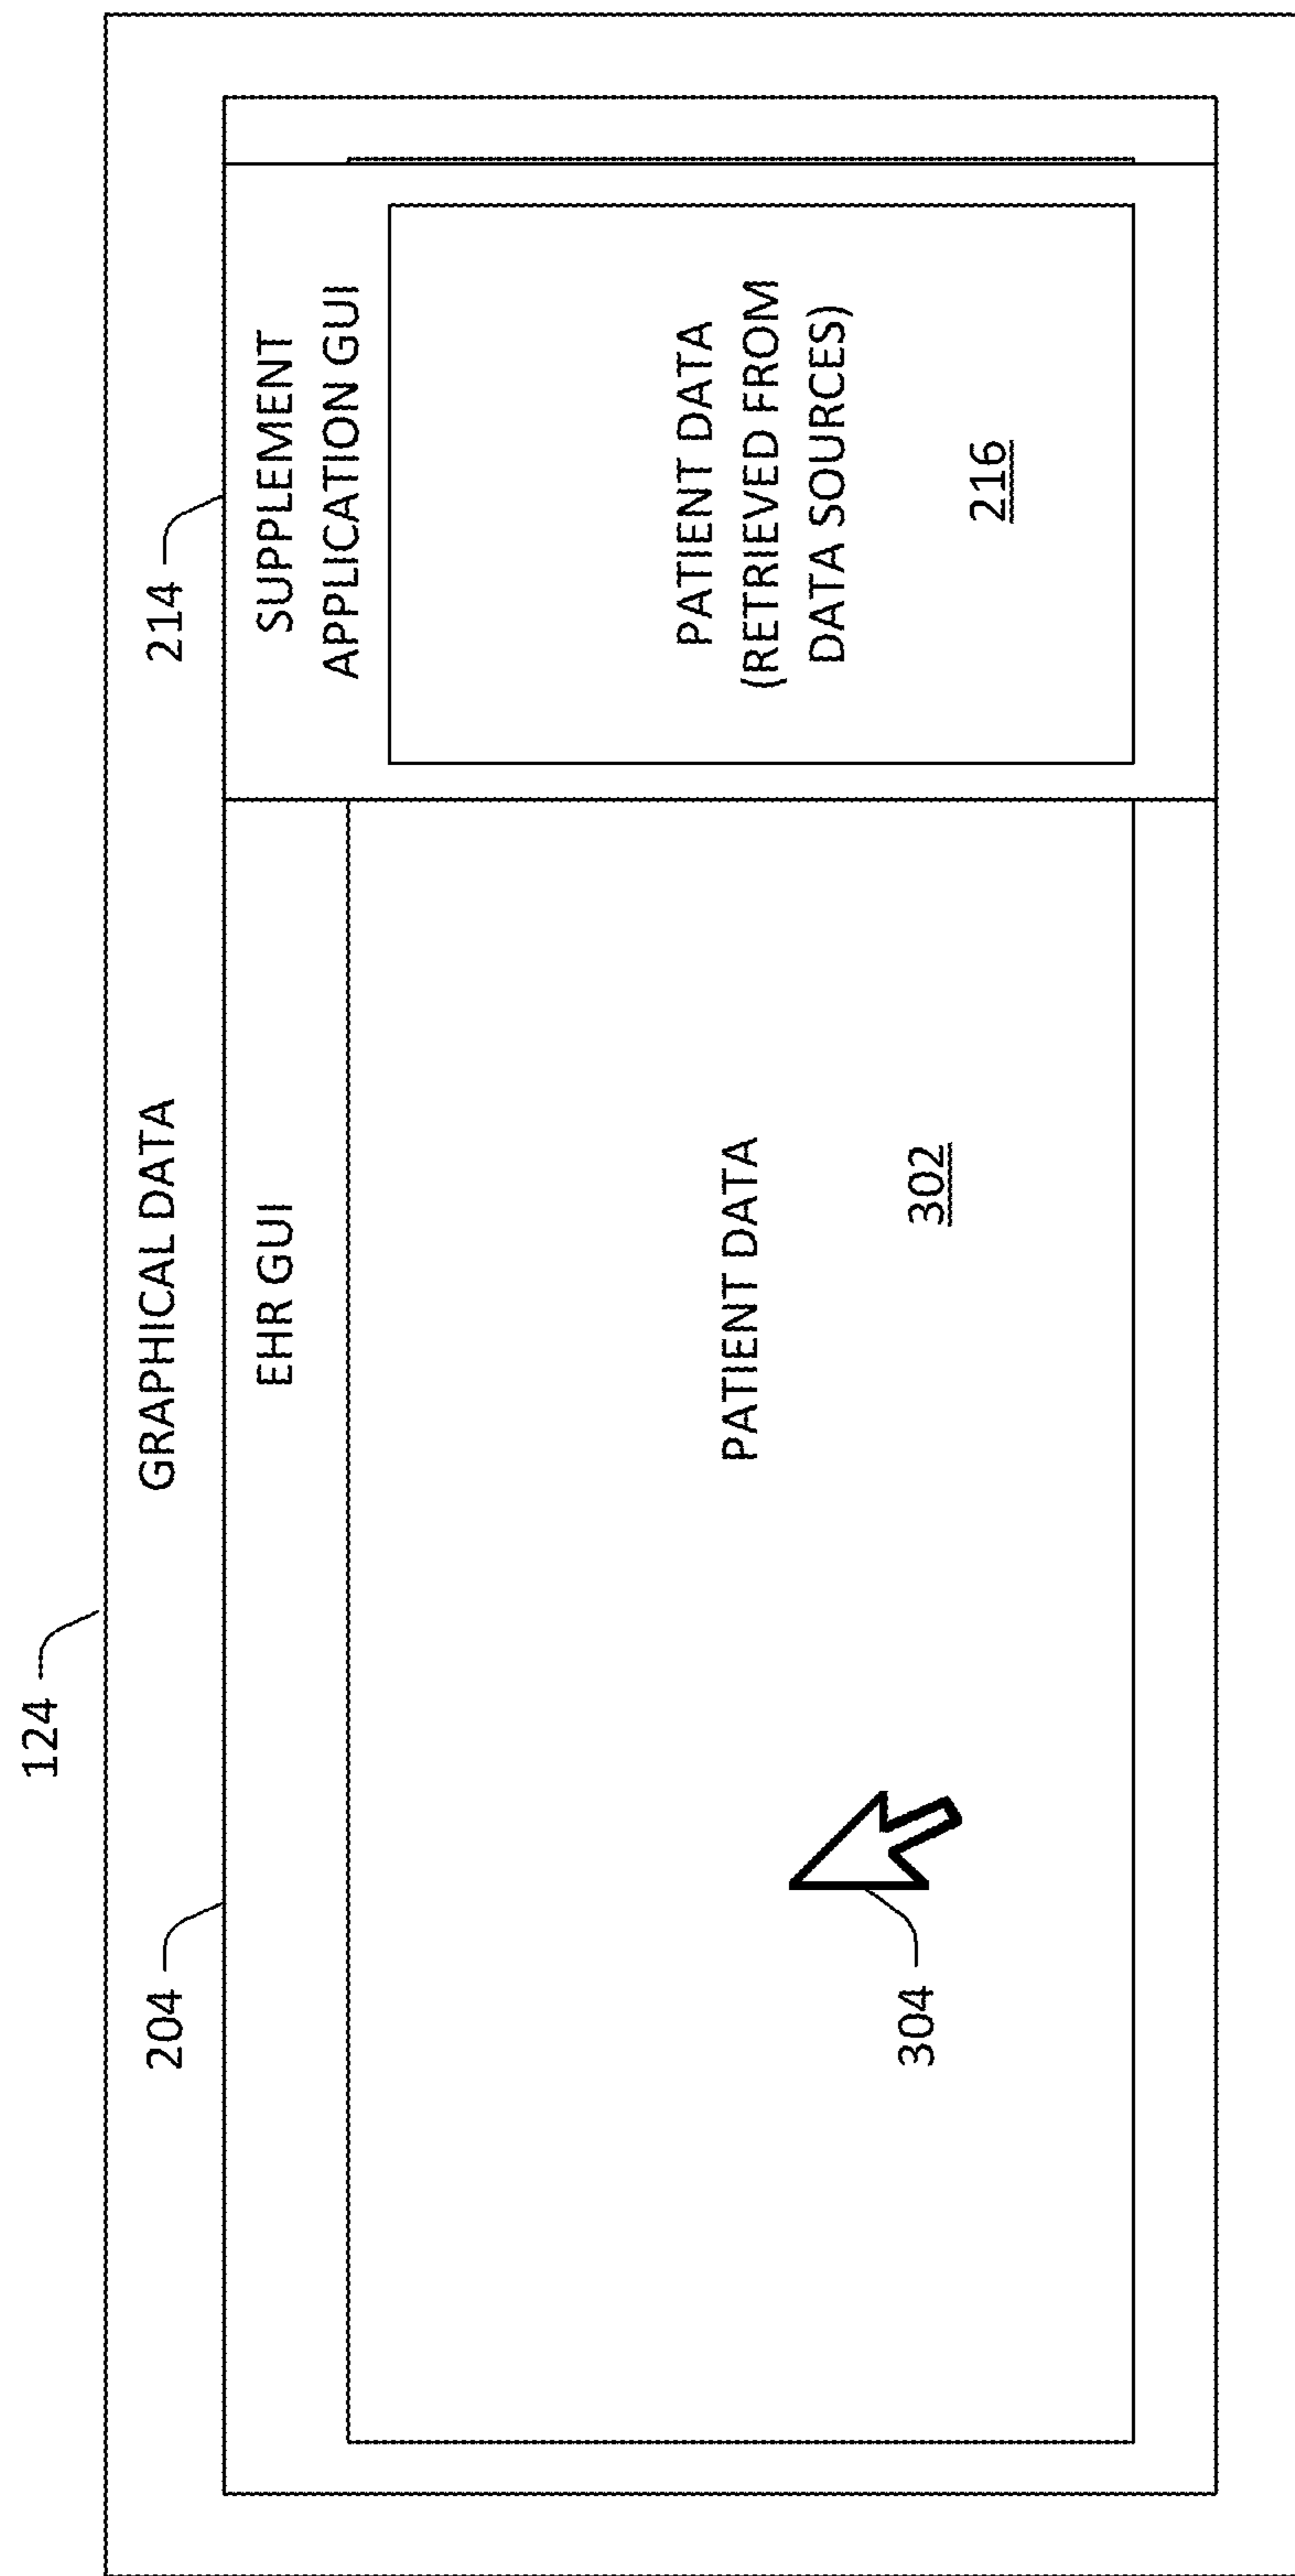 124
GRAPHICAL DATA
204
214
EHR GUI
SUPPLEMENT
APPLICATION GUI
PATIENT DATA
302
304
PATIENT DATA
(RETRIEVED FROM
DATA SOURCES)
216